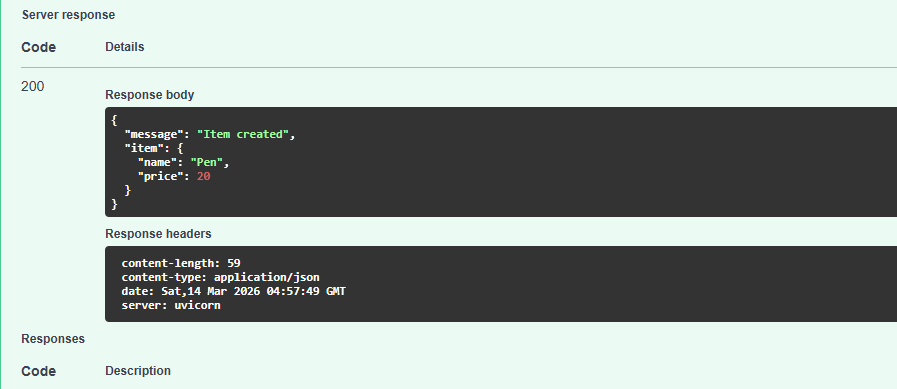 Server response
Code Details
200
Response body
{
  "message": "Item created",
  "item": {
    "name": "Pen",
    "price": 20
  }
}
Response headers
content-length: 59
content-type: application/json
date: Sat,14 Mar 2026 04:57:49 GMT
server: uvicorn
Responses
Code Description